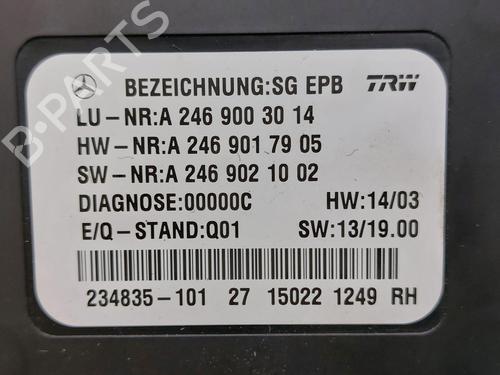 BEZEICHNUNG:SG EPB TRW
LU-NR:A 246 900 30 14
HW-NR:A 246 901 79 05
SW-NR:A 246 902 10 02
DIAGNOSE:00000C HW:14/03
E/Q-STAND:Q01 SW:13/19.00
234835-101 27 15022 1249 RH
B-PARTS